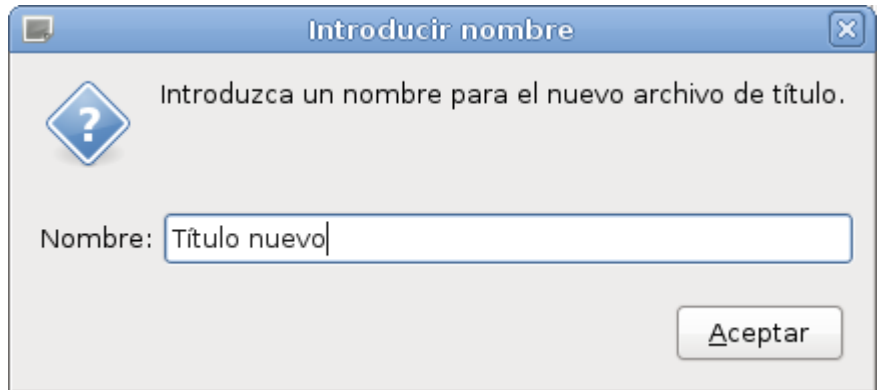 Introducir nombre
Introduzca un nombre para el nuevo archivo de título.
Nombre: Título nuevo
Aceptar